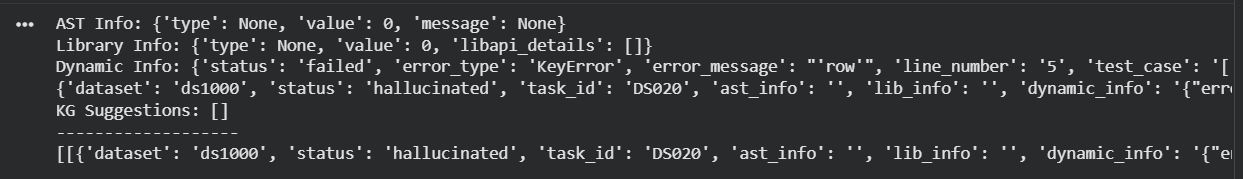 ••• AST Info: {'type': None, 'value': 0, 'message': None}
Library Info: {'type': None, 'value': 0, 'libapi_details': []}
Dynamic Info: {'status': 'failed', 'error_type': 'KeyError', 'error_message': "'row'", 'line_number': '5', 'test_case': '[
{'dataset': 'ds1000', 'status': 'hallucinated', 'task_id': 'DS020', 'ast_info': '', 'lib_info': '', 'dynamic_info': '{"erro
KG Suggestions: []
-------------------
[[{'dataset': 'ds1000', 'status': 'hallucinated', 'task_id': 'DS020', 'ast_info': '', 'lib_info': '', 'dynamic_info': '{"er